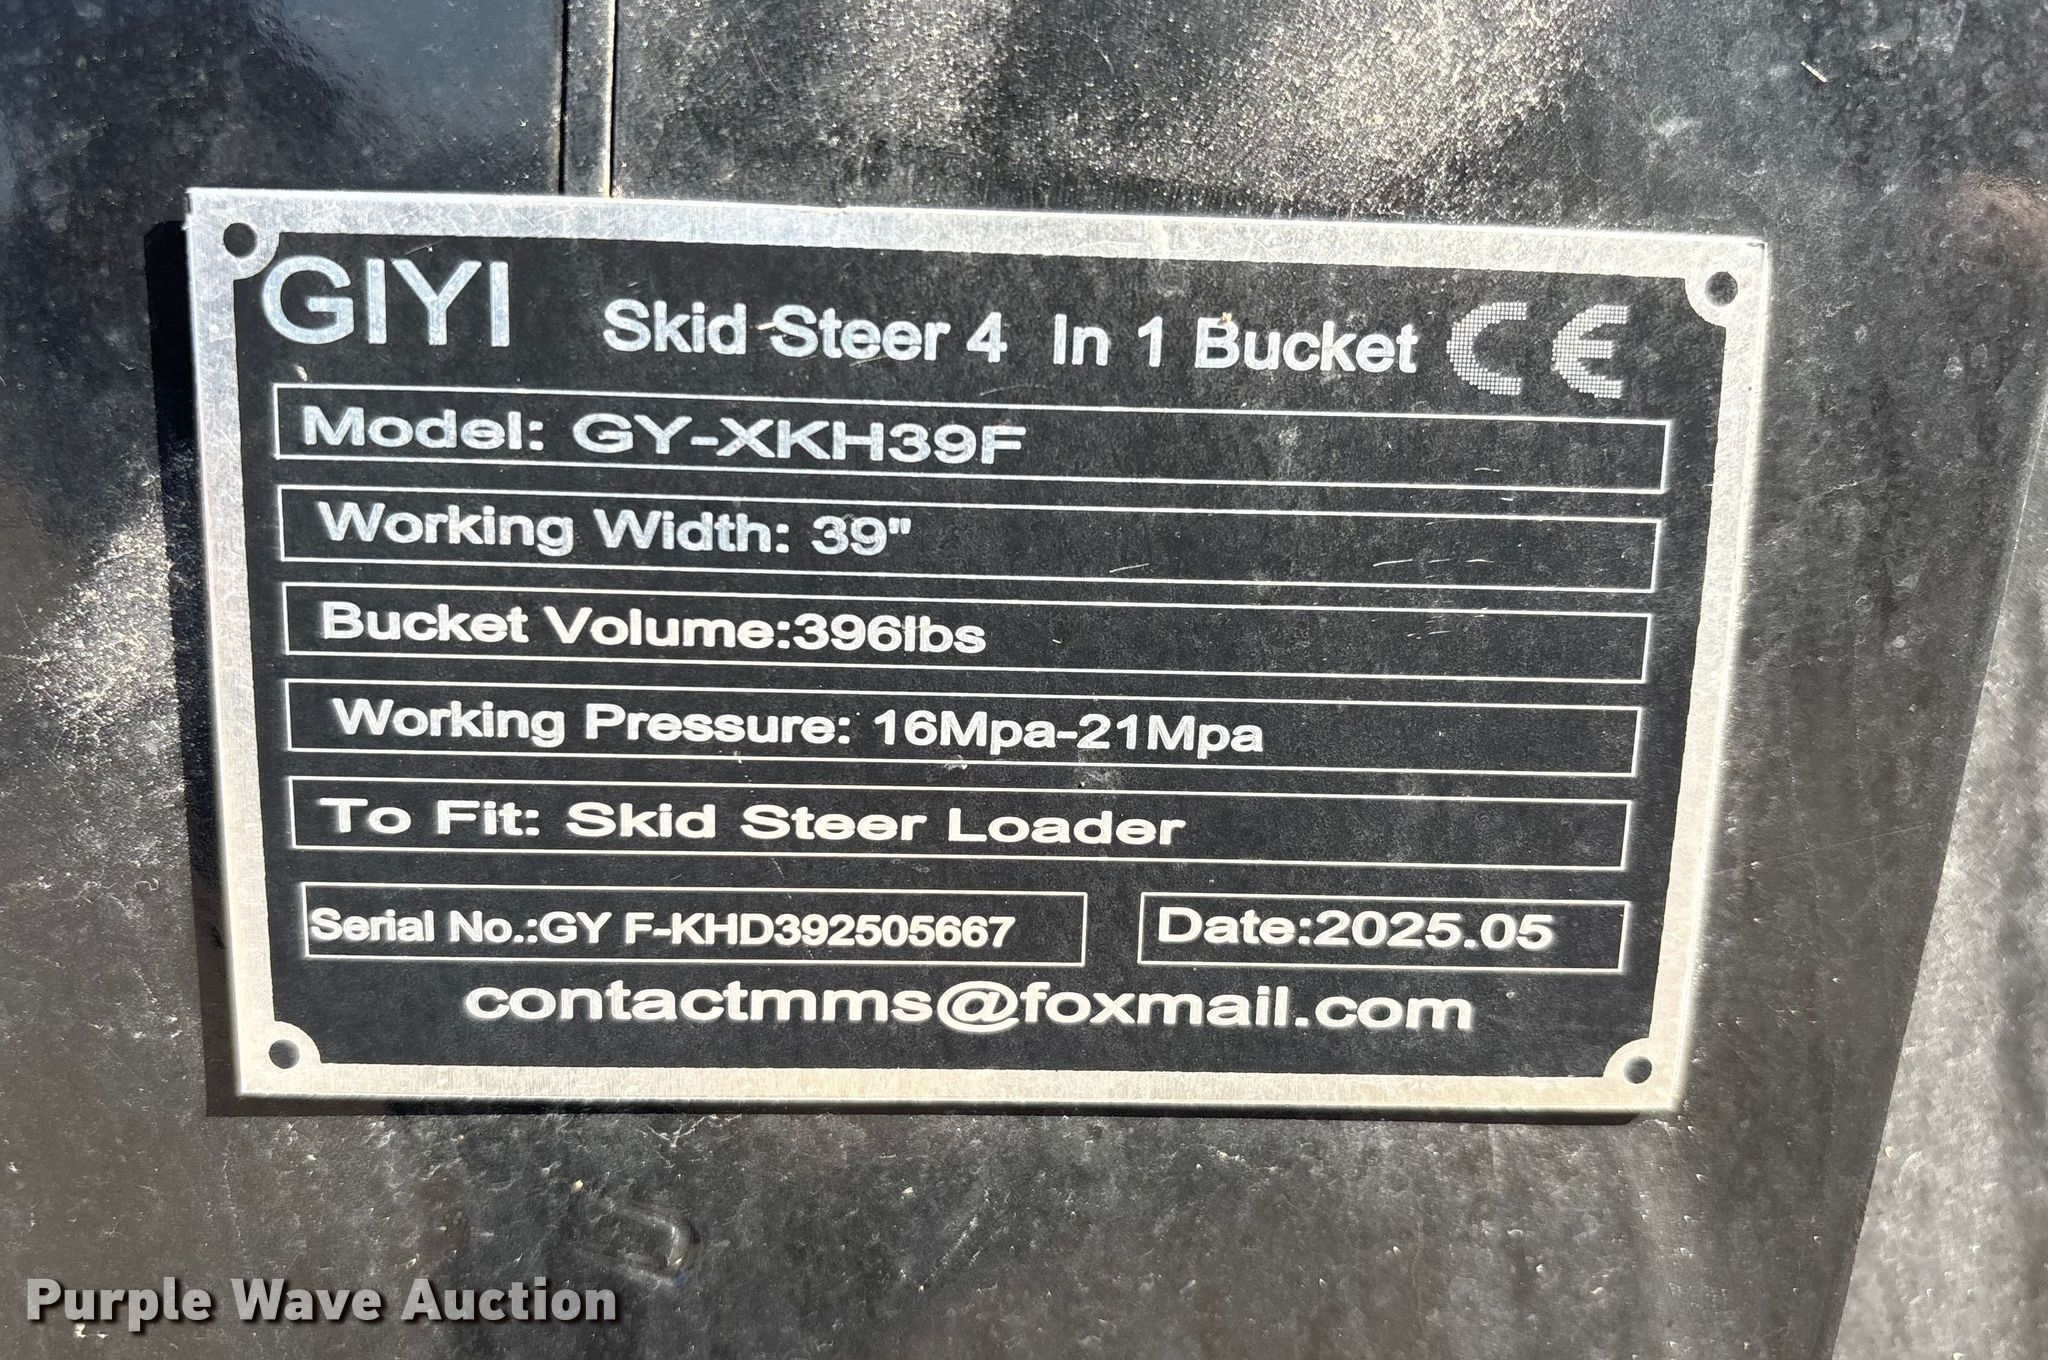 GIYI Skid Steer 4 In 1 Bucket CE
Model: GY-XKH39F
Working Width: 39"
Bucket Volume:396lbs
Working Pressure: 16Mpa-21Mpa
To Fit: Skid Steer Loader
Serial No.:GY F-KHD392505667 Date:2025.05
contactmms@foxmail.com
Purple Wave Auction